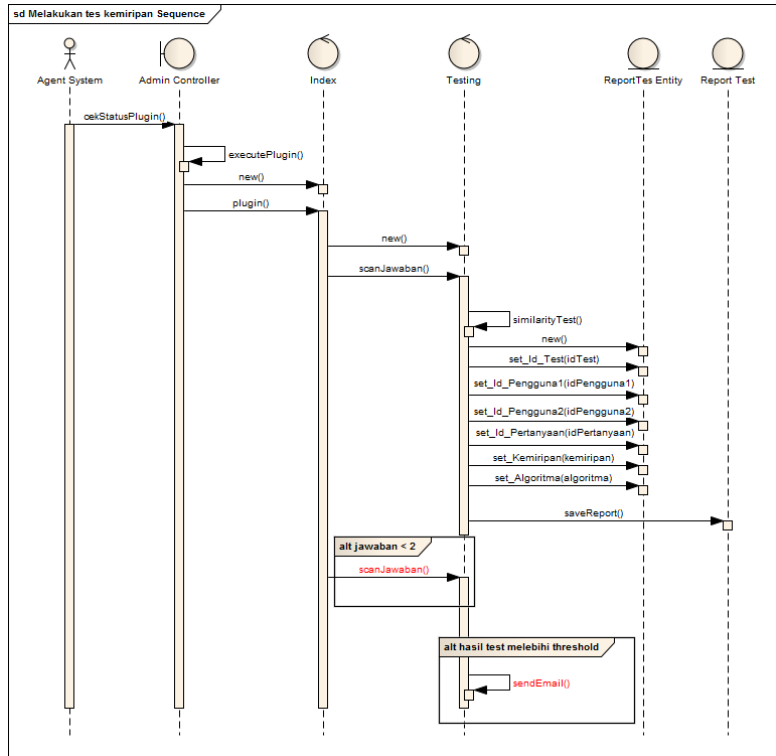 sd Melakukan tes kemiripan Sequence
Agent System
Admin Controller
Index
Testing
ReportTes Entity
Report Test
cekStatusPlugin()
executePlugin()
new()
plugin()
new()
scanJawaban()
similarityTest()
new()
set_Id_Test(idTest)
set_Id_Pengguna1(idPengguna1)
set_Id_Pengguna2(idPengguna2)
set_Id_Pertanyaan(idPertanyaan)
set_Kemiripan(kemiripan)
set_Algoritma(algoritma)
saveReport()
alt jawaban < 2
scanJawaban()
alt hasil test melebihi threshold
sendEmail()